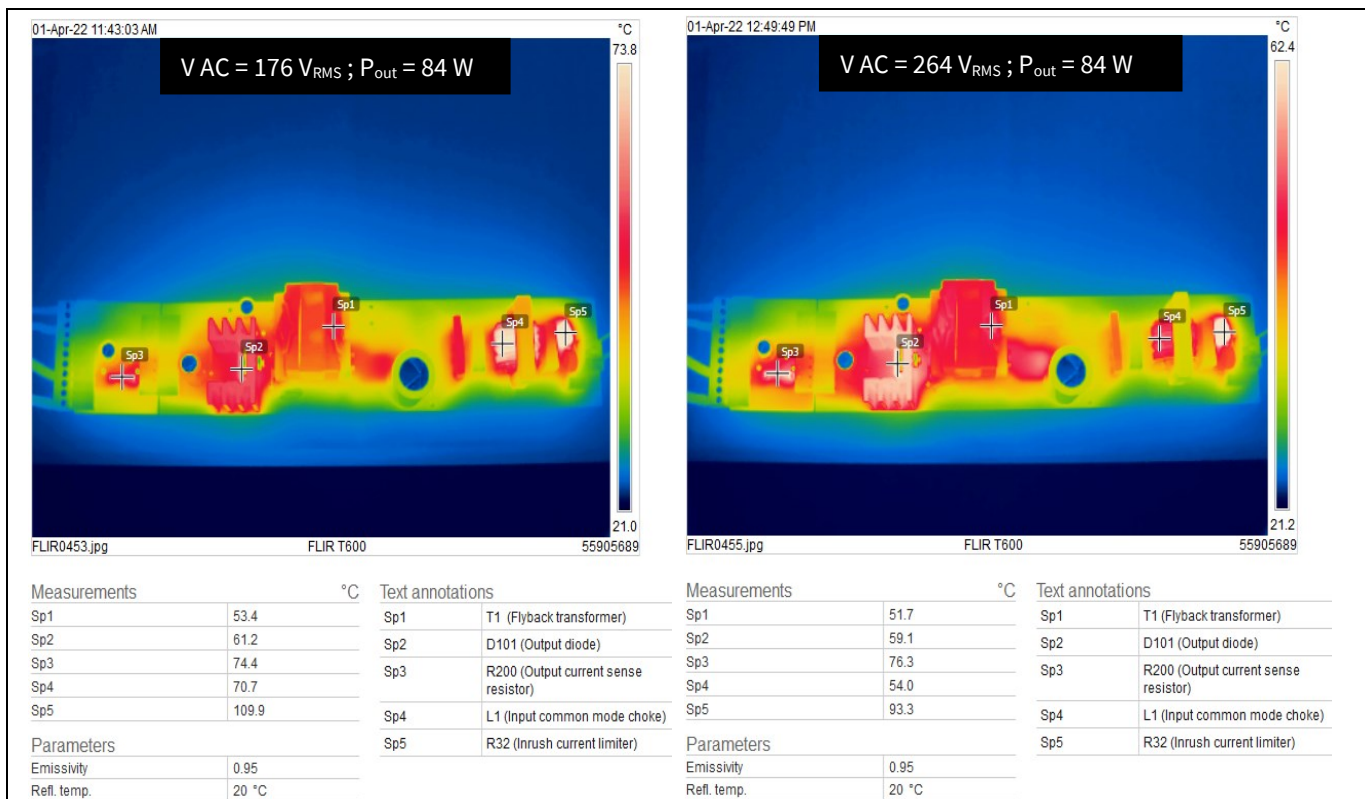 01-Apr-22 11:43:03 AM
°C
V AC = 176 VRMS ; Pout = 84 W
73.8
Sp1
Sp4
Sp5
Sp3
Sp2
21.0
FLIR0453.jpg
FLIR T600
55905689
Measurements
°C
Sp1
53.4
Sp2
61.2
Sp3
74.4
Sp4
70.7
Sp5
109.9
Parameters
Emissivity
0.95
Refl. temp.
20 °C
Text annotations
Sp1
T1 (Flyback transformer)
Sp2
D101 (Output diode)
Sp3
R200 (Output current sense
resistor)
Sp4
L1 (Input common mode choke)
Sp5
R32 (Inrush current limiter)
01-Apr-22 12:49:49 PM
°C
V AC = 264 VRMS ; Pout = 84 W
62.4
Sp1
Sp4
Sp5
Sp3
Sp2
21.2
FLIR0455.jpg
FLIR T600
55905689
Measurements
°C
Sp1
51.7
Sp2
59.1
Sp3
76.3
Sp4
54.0
Sp5
93.3
Parameters
Emissivity
0.95
Refl. temp.
20 °C
Text annotations
Sp1
T1 (Flyback transformer)
Sp2
D101 (Output diode)
Sp3
R200 (Output current sense
resistor)
Sp4
L1 (Input common mode choke)
Sp5
R32 (Inrush current limiter)